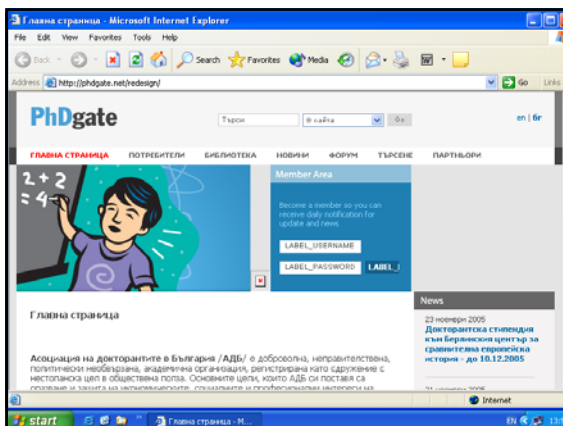 Главна страница - Microsoft Internet Explorer
File Edit View Favorites Tools Help
Back Search Favorites Media
Address http://phdgate.net/redesign/ Go Links
PhDgate
Търси
en | бг
ГЛАВНА СТРАНИЦА ПОТРЕБИТЕЛИ БИБЛИОТЕКА НОВИНИ ФОРУМ ТЪРСЕНЕ ПАРТНЬОРИ
2 + 2
= 4
Member Area
Become a member so you can
receive daily notification for
update and news
LABEL_USERNAME
LABEL_PASSWORD LABEL_
Главна страница
Асоциация на докторантите в България /АДБ/ е доброволна, неправителствена,
политически необвързана, академична организация, регистрирана като сдружение с
нестопанска цел в обществена полза. Основните цели, които АДБ си поставя са
News
23 ноември 2005
Докторантска стипендия
към Берлинския център за
сравнителна европейска
история - до 10.12.2005
Internet
start Главна страница - M... EN